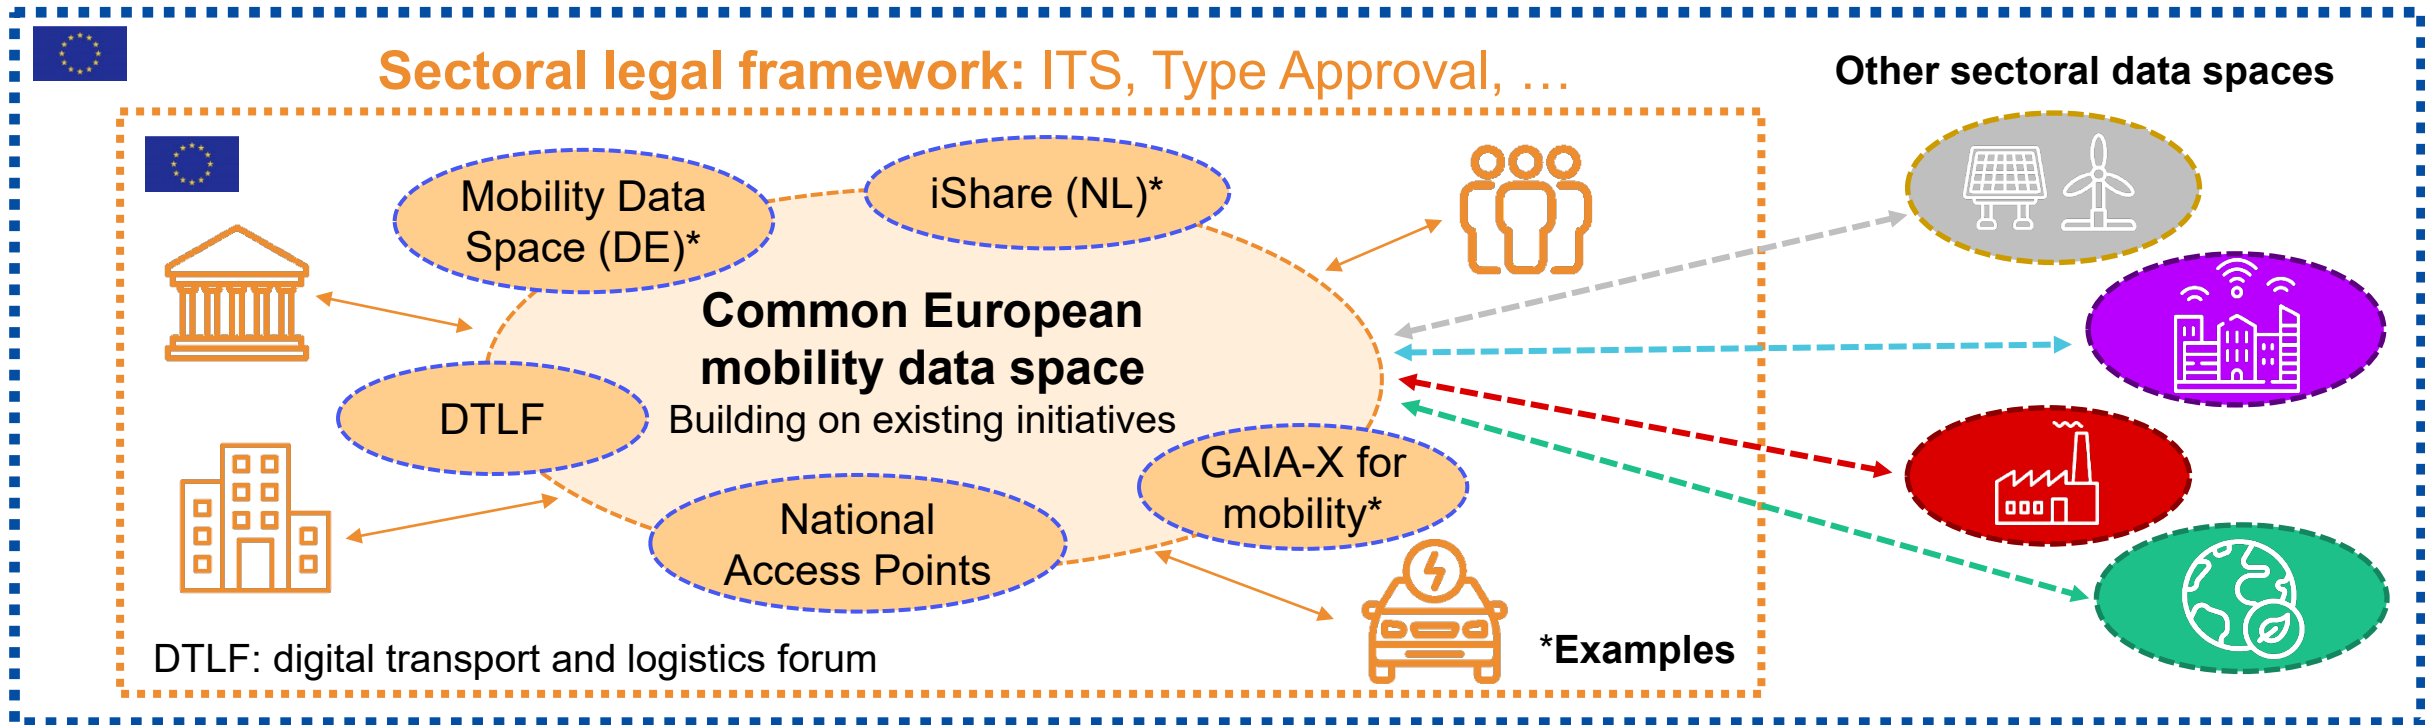 Sectoral legal framework: ITS, Type Approval, …
Other sectoral data spaces
Mobility Data
Space (DE)*
iShare (NL)*
Common European
mobility data space
Building on existing initiatives
DTLF
GAIA-X for
mobility*
National
Access Points
DTLF: digital transport and logistics forum
*Examples